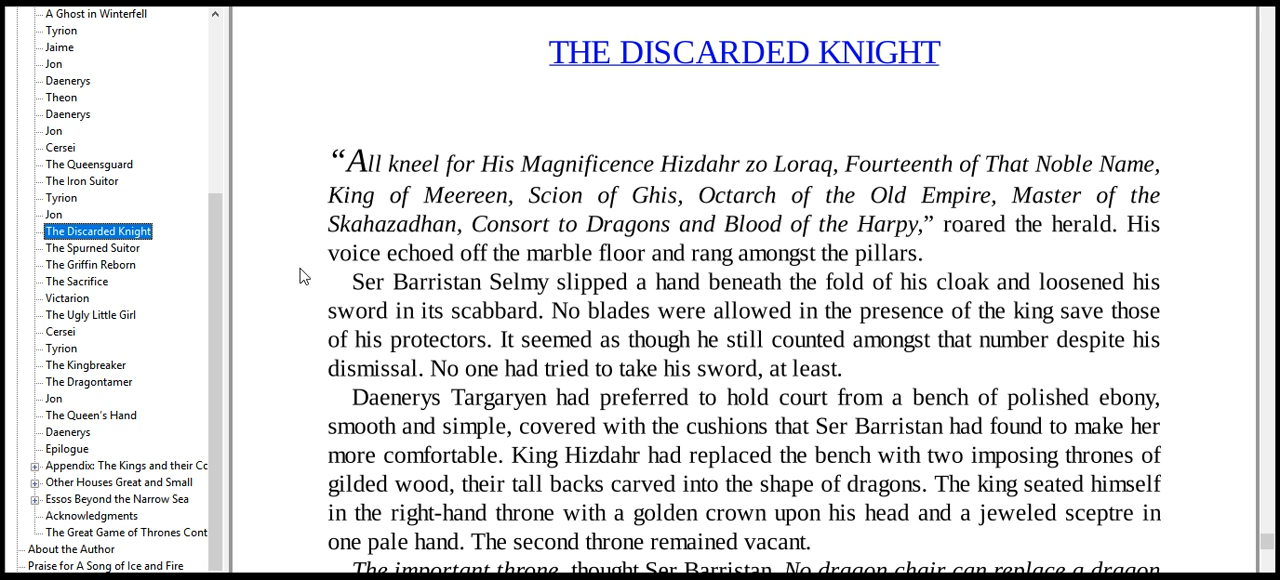 A Ghost in Winterfell
Tyrion
Jaime
Jon
Daenerys
Theon
Daenerys
Jon
Cersei
The Queensguard
The Iron Suitor
Tyrion
Jon
The Discarded Knight
The Spurned Suitor
The Griffin Reborn
The Sacrifice
Victarion
The Ugly Little Girl
Cersei
Tyrion
The Kingbreaker
The Dragontamer
Jon
The Queen's Hand
Daenerys
Epilogue
Appendix: The Kings and their Cc
Other Houses Great and Small
Essos Beyond the Narrow Sea
Acknowledgments
The Great Game of Thrones Cont
About the Author
Praise for A Song of Ice and Fire
THE DISCARDED KNIGHT
“All kneel for His Magnificence Hizdahr zo Loraq, Fourteenth of That Noble Name,
King of Meereen, Scion of Ghis, Octarch of the Old Empire, Master of the
Skahazadhan, Consort to Dragons and Blood of the Harpy,” roared the herald. His
voice echoed off the marble floor and rang amongst the pillars.
Ser Barristan Selmy slipped a hand beneath the fold of his cloak and loosened his
sword in its scabbard. No blades were allowed in the presence of the king save those
of his protectors. It seemed as though he still counted amongst that number despite his
dismissal. No one had tried to take his sword, at least.
Daenerys Targaryen had preferred to hold court from a bench of polished ebony,
smooth and simple, covered with the cushions that Ser Barristan had found to make her
more comfortable. King Hizdahr had replaced the bench with two imposing thrones of
gilded wood, their tall backs carved into the shape of dragons. The king seated himself
in the right-hand throne with a golden crown upon his head and a jeweled sceptre in
one pale hand. The second throne remained vacant.
The important throne, thought Ser Barristan. No dragon chair can replace a dragon